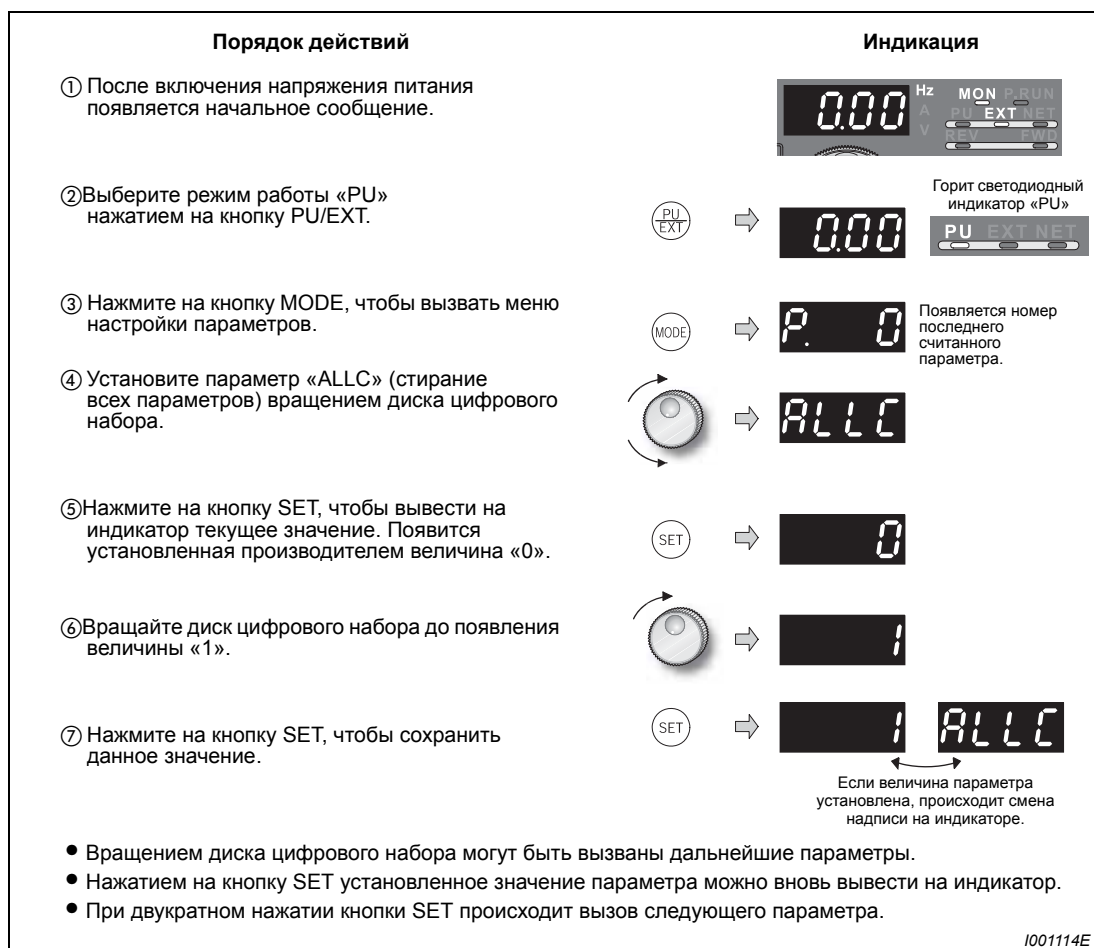 Порядок действий
Индикация
① После включения напряжения питания
появляется начальное сообщение.
0.00 Hz MON P.RUN
A PU EXT NET
V REV FWD
②Выберите режим работы «PU»
нажатием на кнопку PU/EXT.
PU
EXT
0.00
Горит светодиодный
индикатор «PU»
PU EXT NET
③ Нажмите на кнопку MODE, чтобы вызвать меню
настройки параметров.
MODE
P. 0
Появляется номер
последнего
считанного
параметра.
④ Установите параметр «ALLC» (стирание
всех параметров) вращением диска цифрового
набора.
ALLC
⑤Нажмите на кнопку SET, чтобы вывести на
индикатор текущее значение. Появится
установленная производителем величина «0».
SET
0
⑥Вращайте диск цифрового набора до появления
величины «1».
1
⑦ Нажмите на кнопку SET, чтобы сохранить
данное значение.
SET
1 ALLC
Если величина параметра
установлена, происходит смена
надписи на индикаторе.
● Вращением диска цифрового набора могут быть вызваны дальнейшие параметры.
● Нажатием на кнопку SET установленное значение параметра можно вновь вывести на индикатор.
● При двукратном нажатии кнопки SET происходит вызов следующего параметра.
I001114E